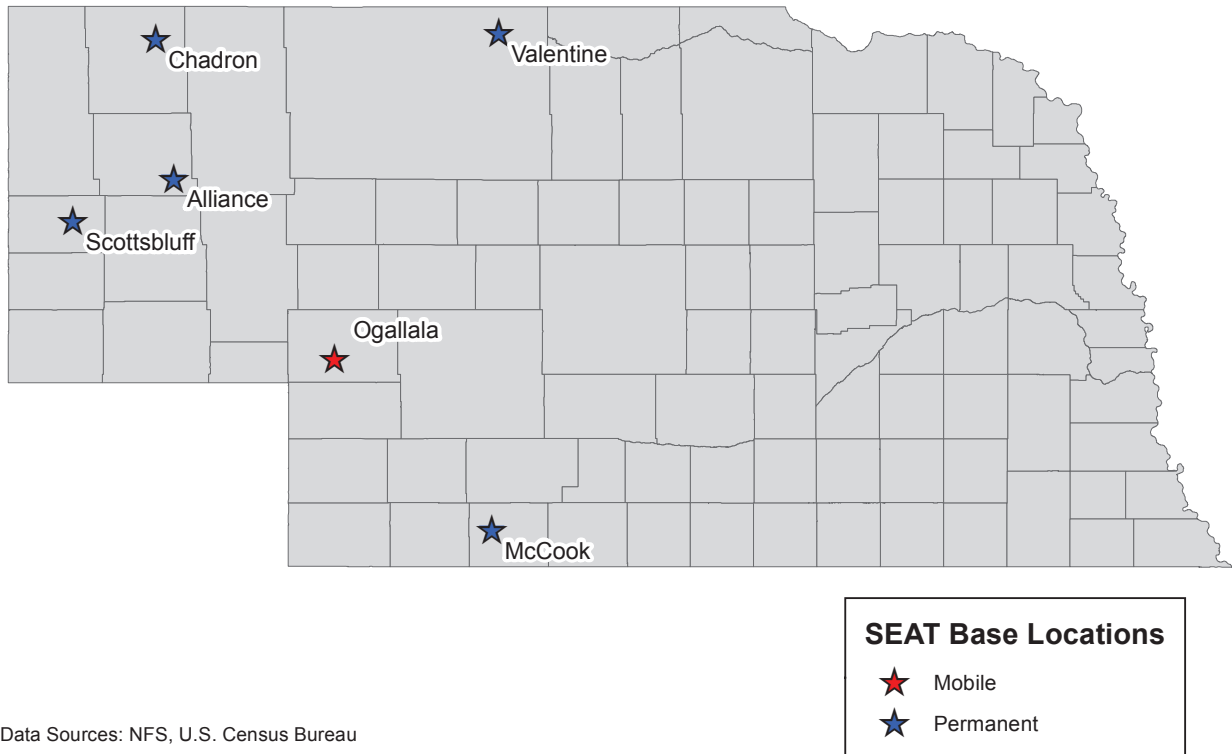 Chadron
Valentine
Alliance
Scottsbluff
Ogallala
McCook
SEAT Base Locations
Mobile
Permanent
Data Sources: NFS, U.S. Census Bureau